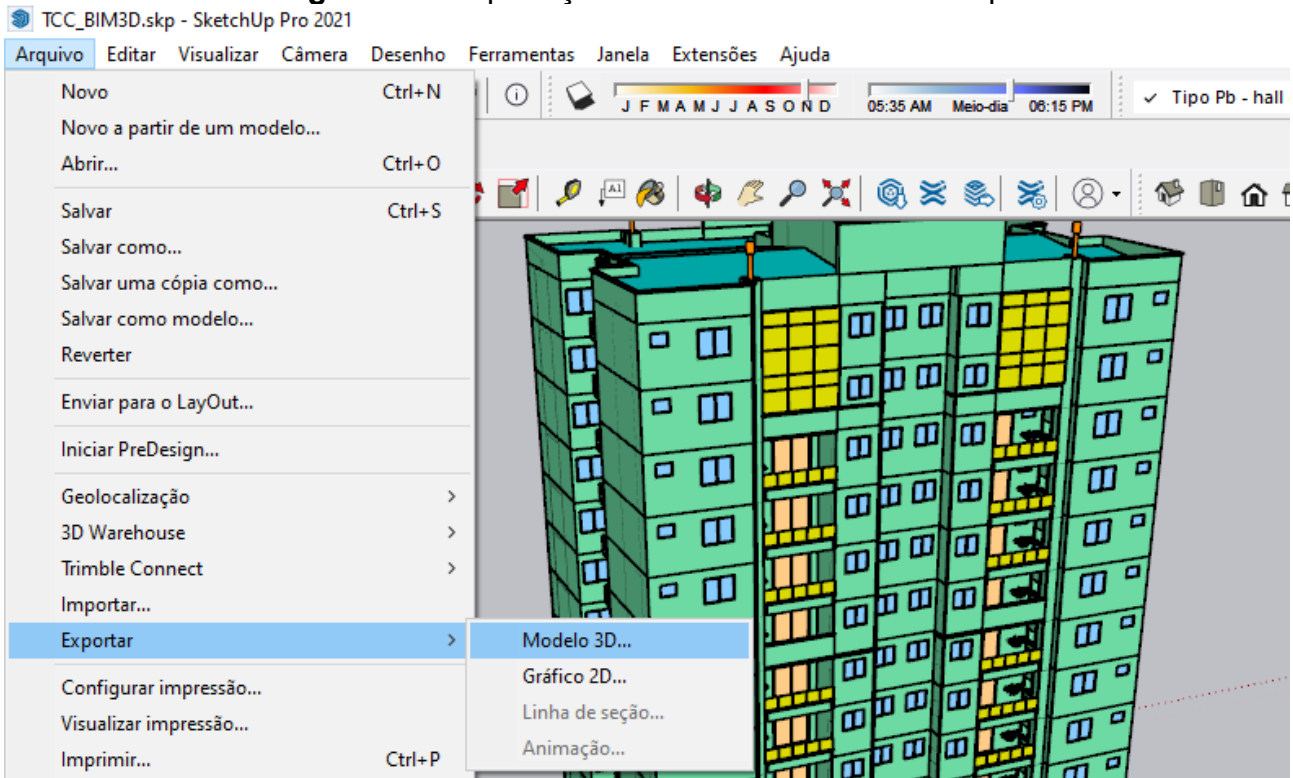 TCC_BIM3D.skp - SketchUp Pro 2021
Arquivo Editar Visualizar Câmera Desenho Ferramentas Janela Extensões Ajuda
Novo Ctrl+N
J F M A M J J A S O N D 05:35 AM Meio-dia 06:15 PM Tipo Pb - hall
Novo a partir de um modelo...
Abrir... Ctrl+O
A1
Salvar Ctrl+S
Salvar como...
Salvar uma cópia como...
Salvar como modelo...
Reverter
Enviar para o LayOut...
Iniciar PreDesign...
Geolocalização
3D Warehouse
Trimble Connect
Importar...
Exportar
Modelo 3D...
Gráfico 2D...
Linha de seção...
Animação...
Configurar impressão...
Visualizar impressão...
Imprimir... Ctrl+P